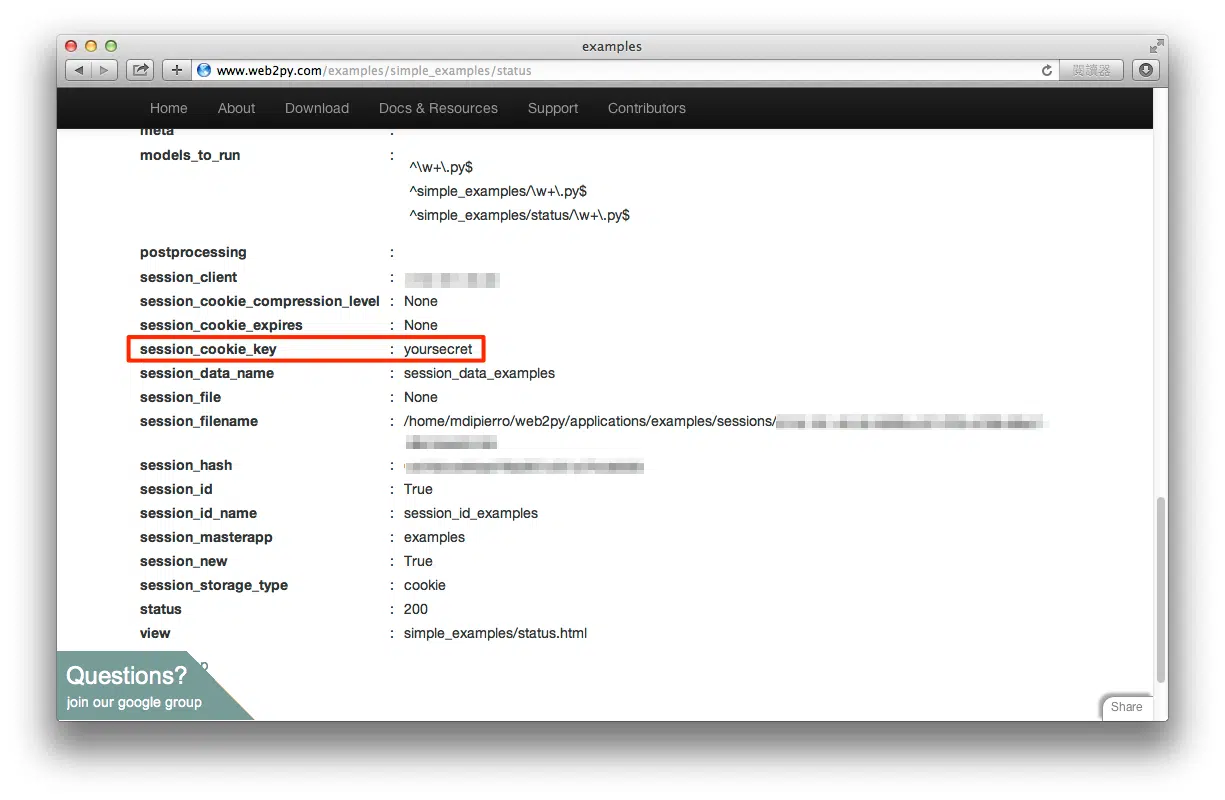 examples
www.web2py.com/examples/simple_examples/status
閱讀器
Home About Download Docs & Resources Support Contributors
meta :
models_to_run :
^\w+\.py$
^simple_examples/\w+\.py$
^simple_examples/status/\w+\.py$
postprocessing :
session_client :
session_cookie_compression_level : None
session_cookie_expires : None
session_cookie_key : yoursecret
session_data_name : session_data_examples
session_file : None
session_filename : /home/mdipierro/web2py/applications/examples/sessions/
session_hash :
session_id : True
session_id_name : session_id_examples
session_masterapp : examples
session_new : True
session_storage_type : cookie
status : 200
view : simple_examples/status.html
Questions?
join our google group
Share